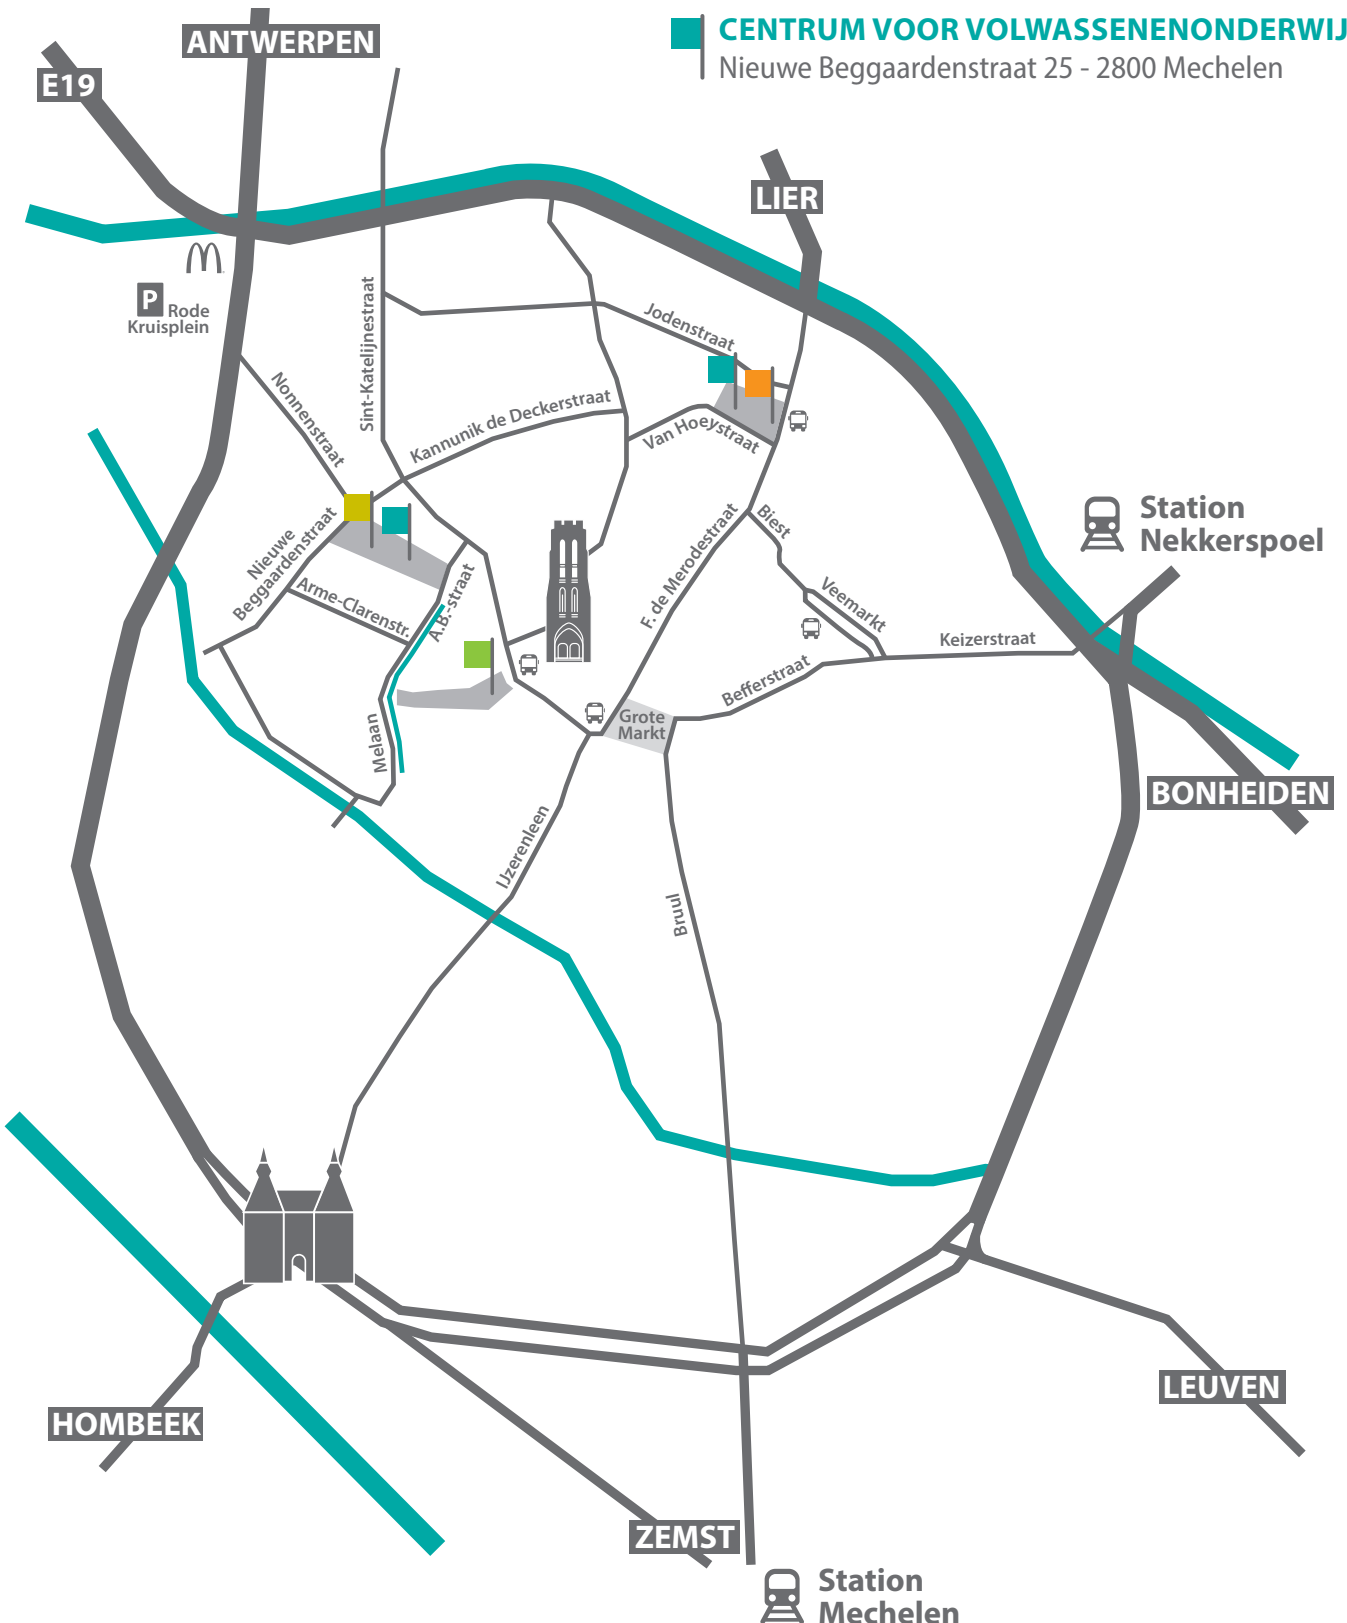 CENTRUM VOOR VOLWASSENENONDERWIJ
Nieuwe Beggaardenstraat 25 - 2800 Mechelen
ANTWERPEN
E19
LIER
P Rode
Kruisplein
Sint-Katelijnestraat
Jodenstraat
Nonnenstraat
Kannunik de Deckerstraat
Van Hoeystraat
Nieuwe
Beggaardenstraat
Arme-Clarenstr.
A.B.-straat
F. de Merodestraat
Biest
Veemarkt
Station
Nekkerspoel
Keizerstraat
Befferstraat
Grote
Markt
Melaan
BONHEIDEN
IJzerenleen
Bruul
HOMBEEK
LEUVEN
ZEMST
Station
Mechelen